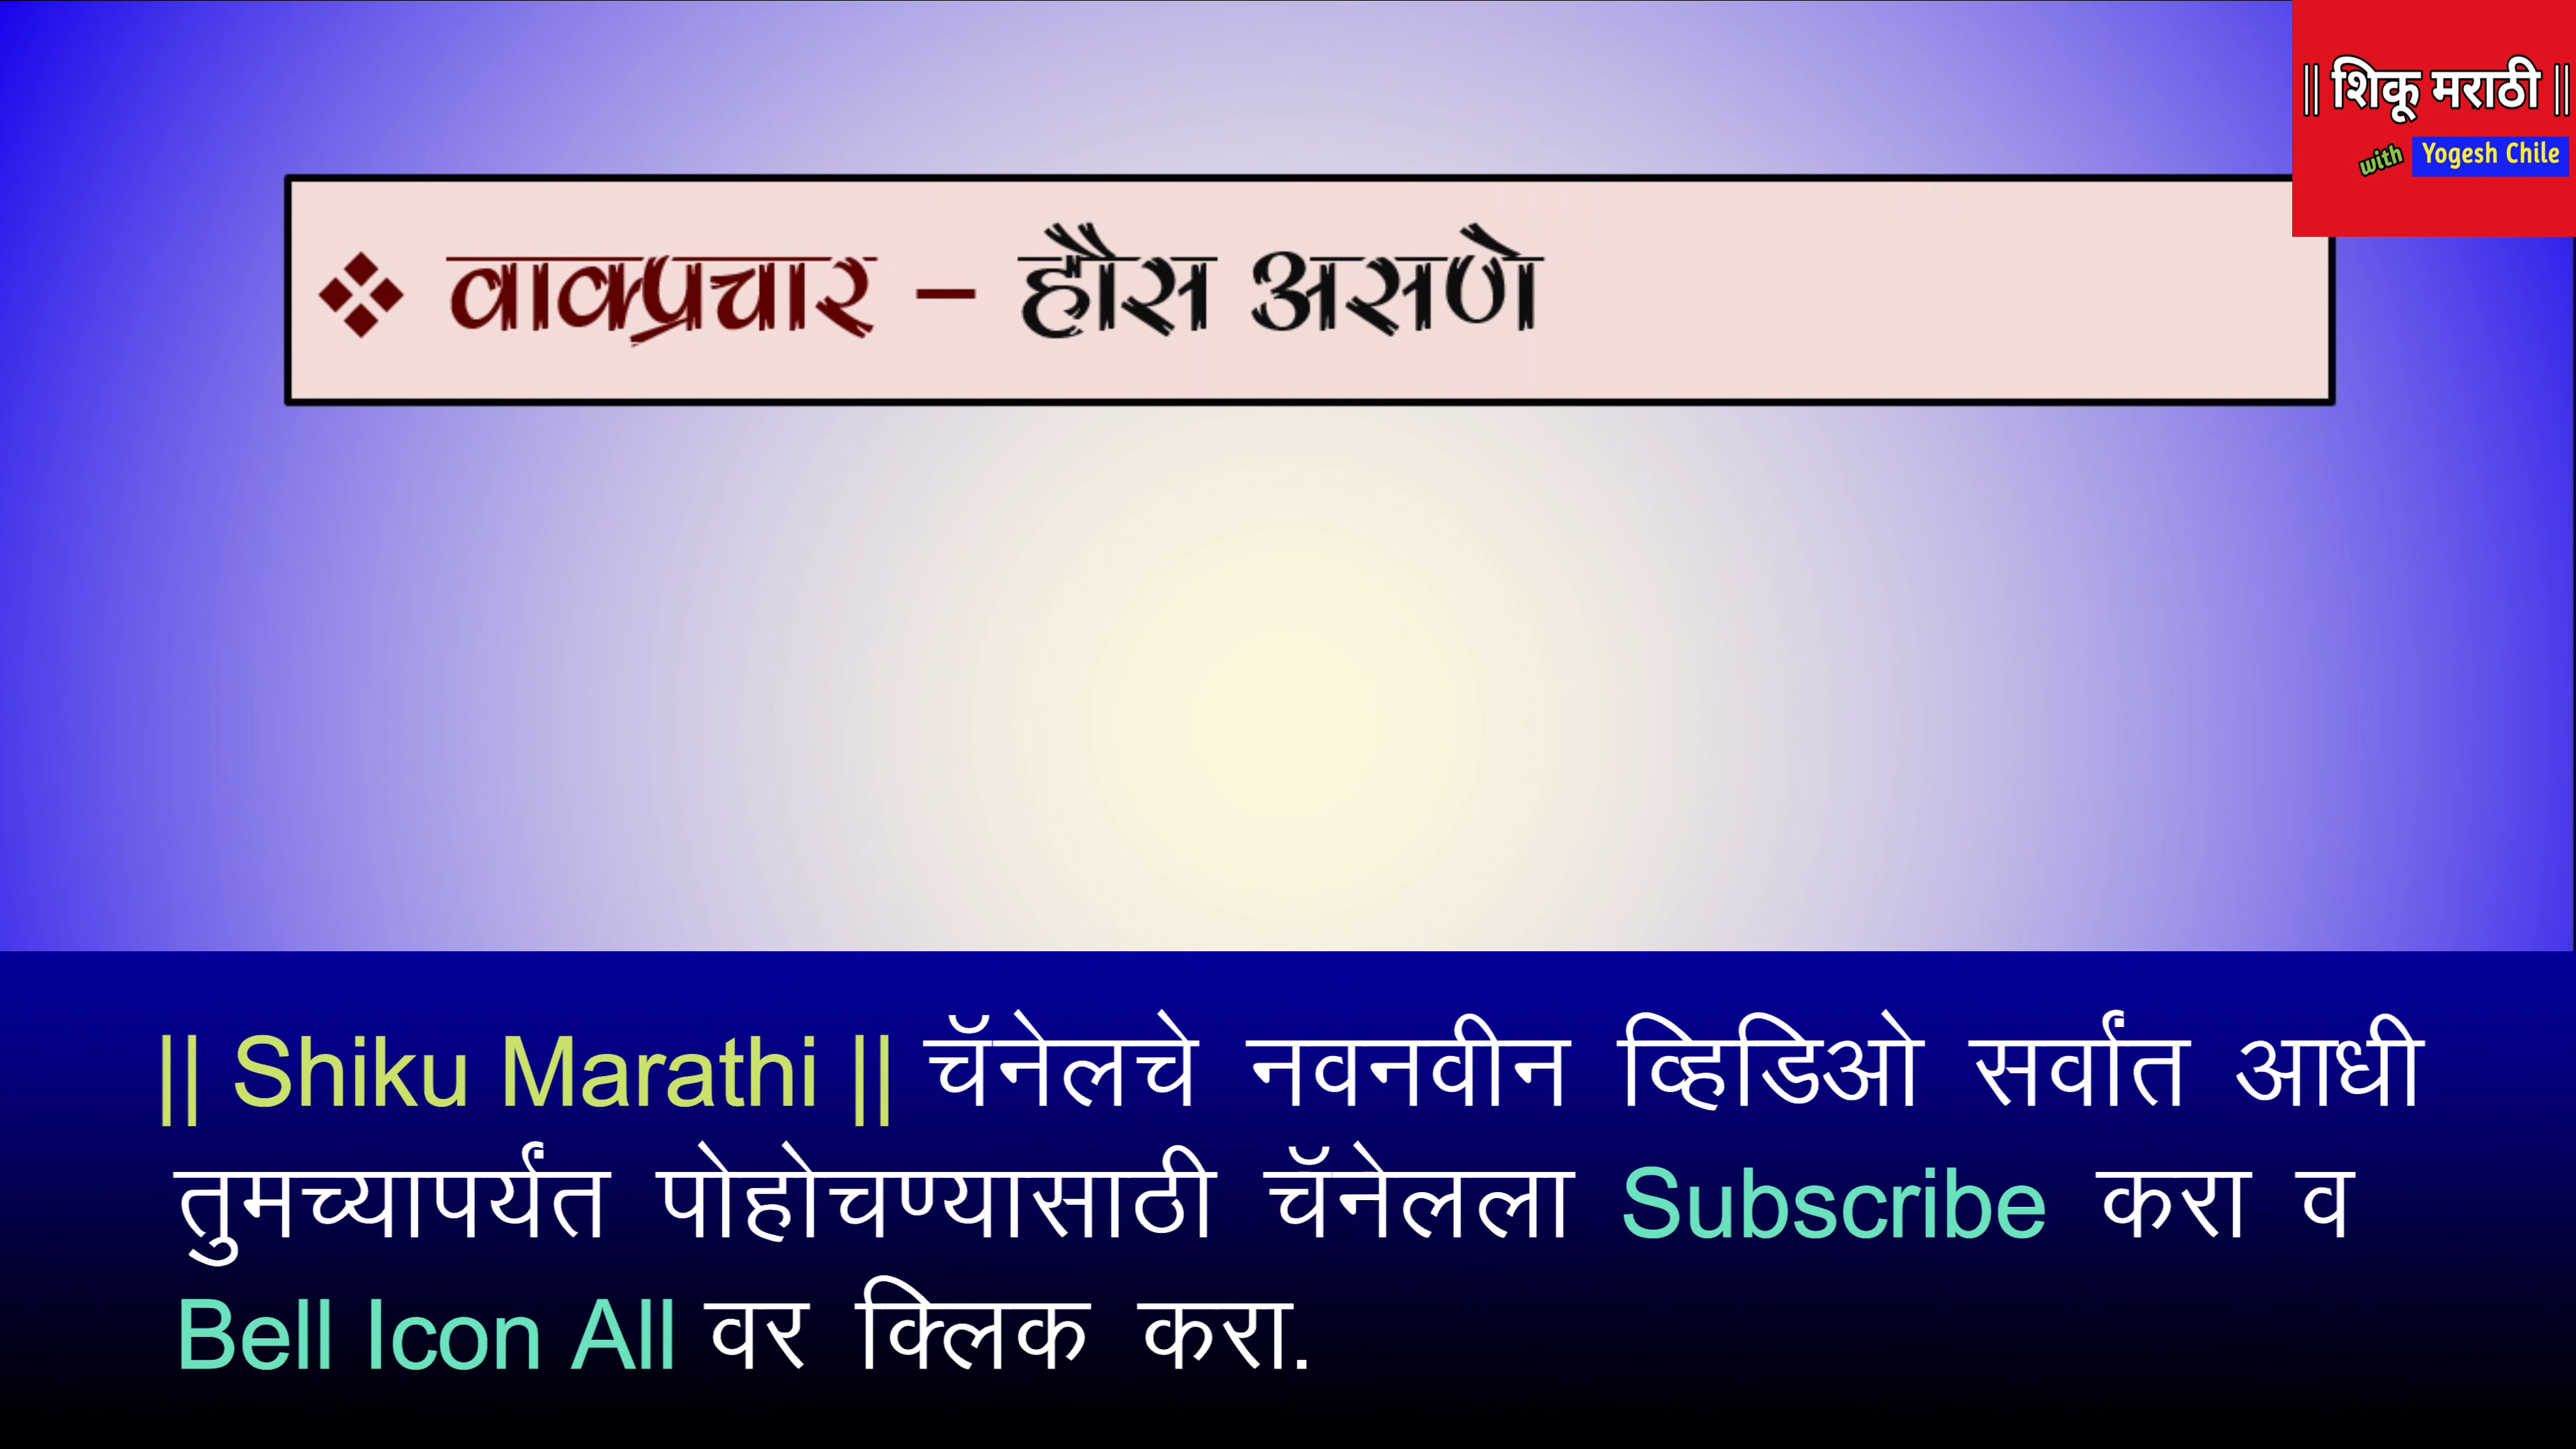 || शिकू मराठी ||
with Yogesh Chile
❖ वाक्प्रचार – हौस असणे
|| Shiku Marathi || चॅनेलचे नवनवीन व्हिडिओ सर्वांत आधी
तुमच्यापर्यंत पोहोचण्यासाठी चॅनेलला Subscribe करा व
Bell Icon All वर क्लिक करा.